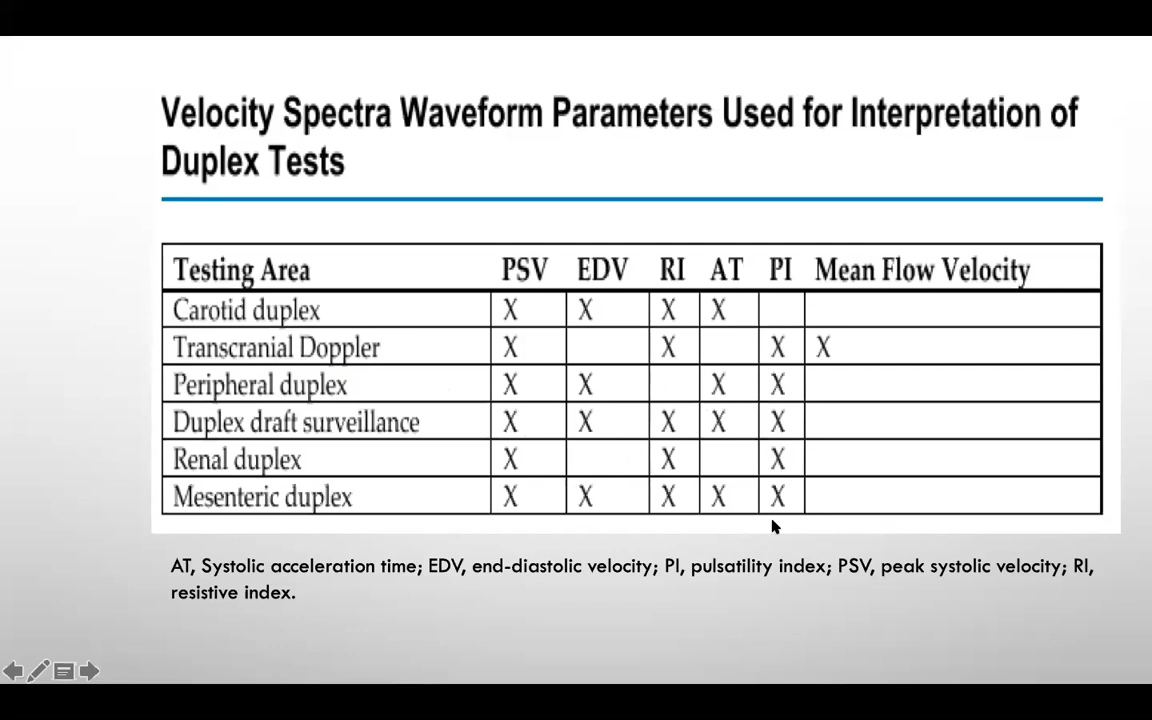 Velocity Spectra Waveform Parameters Used for Interpretation of
Duplex Tests
Testing Area PSV EDV RI AT PI Mean Flow Velocity
Carotid duplex X X X X
Transcranial Doppler X X X X
Peripheral duplex X X X X
Duplex draft surveillance X X X X X
Renal duplex X X X
Mesenteric duplex X X X X X
AT, Systolic acceleration time; EDV, end-diastolic velocity; PI, pulsatility index; PSV, peak systolic velocity; RI,
resistive index.